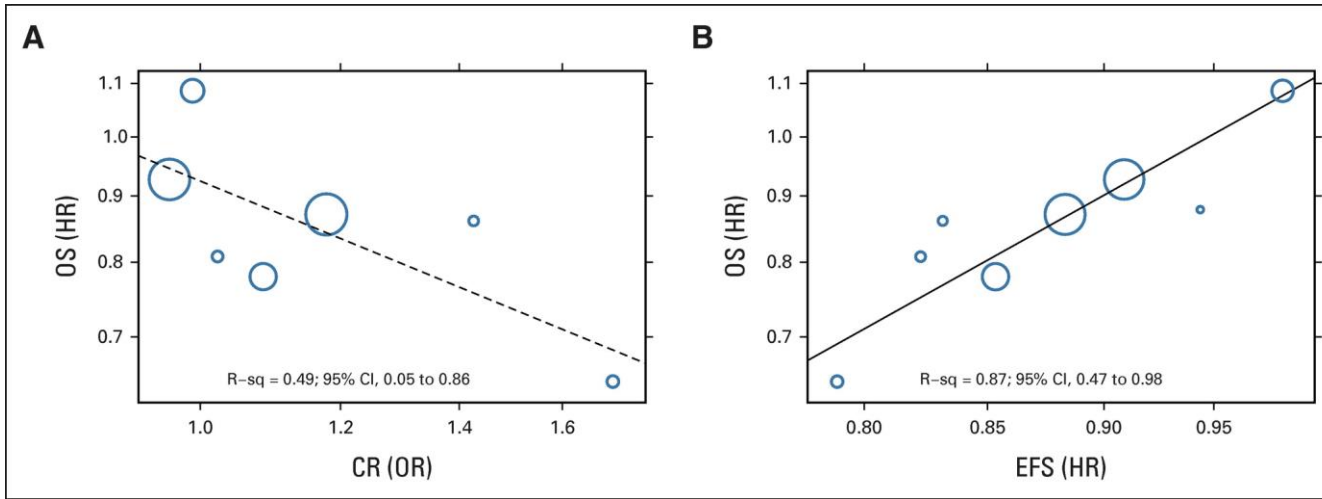 A
OS (HR)
1.1
1.0
0.9
0.8
0.7
R–sq = 0.49; 95% CI, 0.05 to 0.86
1.0 1.2 1.4 1.6
CR (OR)
B
OS (HR)
1.1
1.0
0.9
0.8
0.7
R–sq = 0.87; 95% CI, 0.47 to 0.98
0.80 0.85 0.90 0.95
EFS (HR)